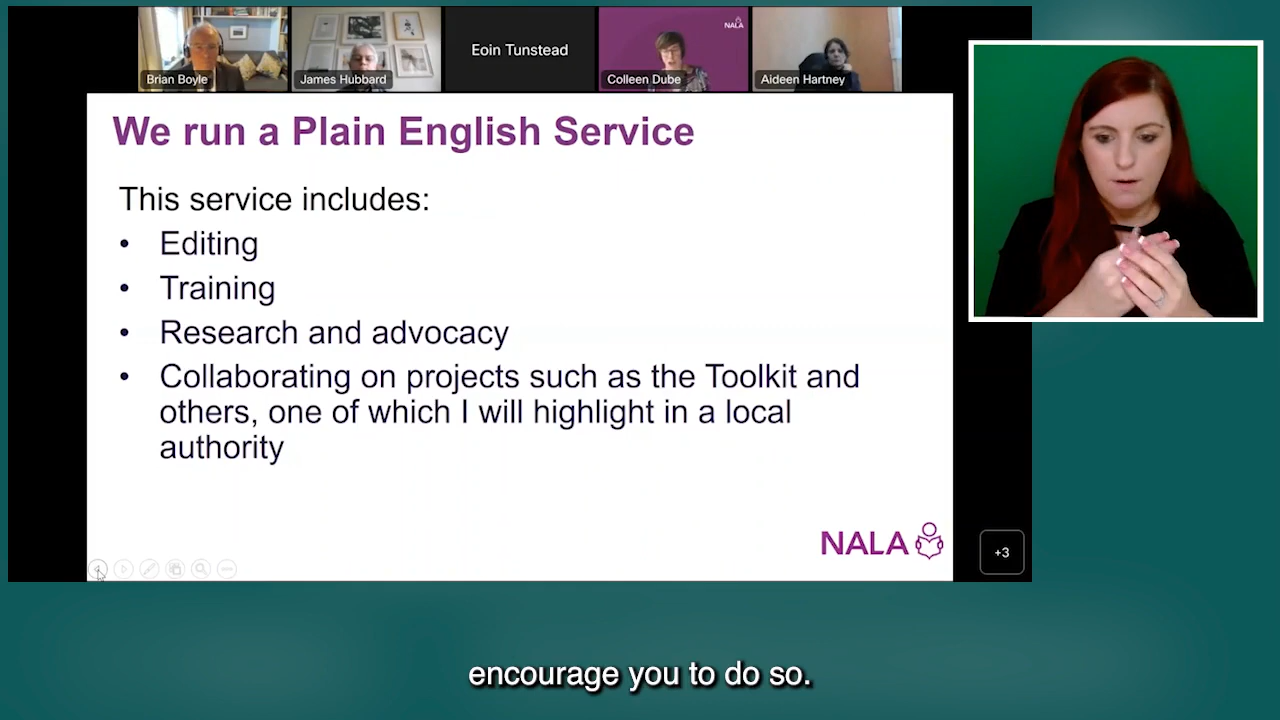 NALA
Eoin Tunstead
Brian Boyle
James Hubbard
Colleen Dube
Aideen Hartney
We run a Plain English Service
This service includes:
• Editing
• Training
• Research and advocacy
• Collaborating on projects such as the Toolkit and
others, one of which I will highlight in a local
authority
NALA
+3
encourage you to do so.